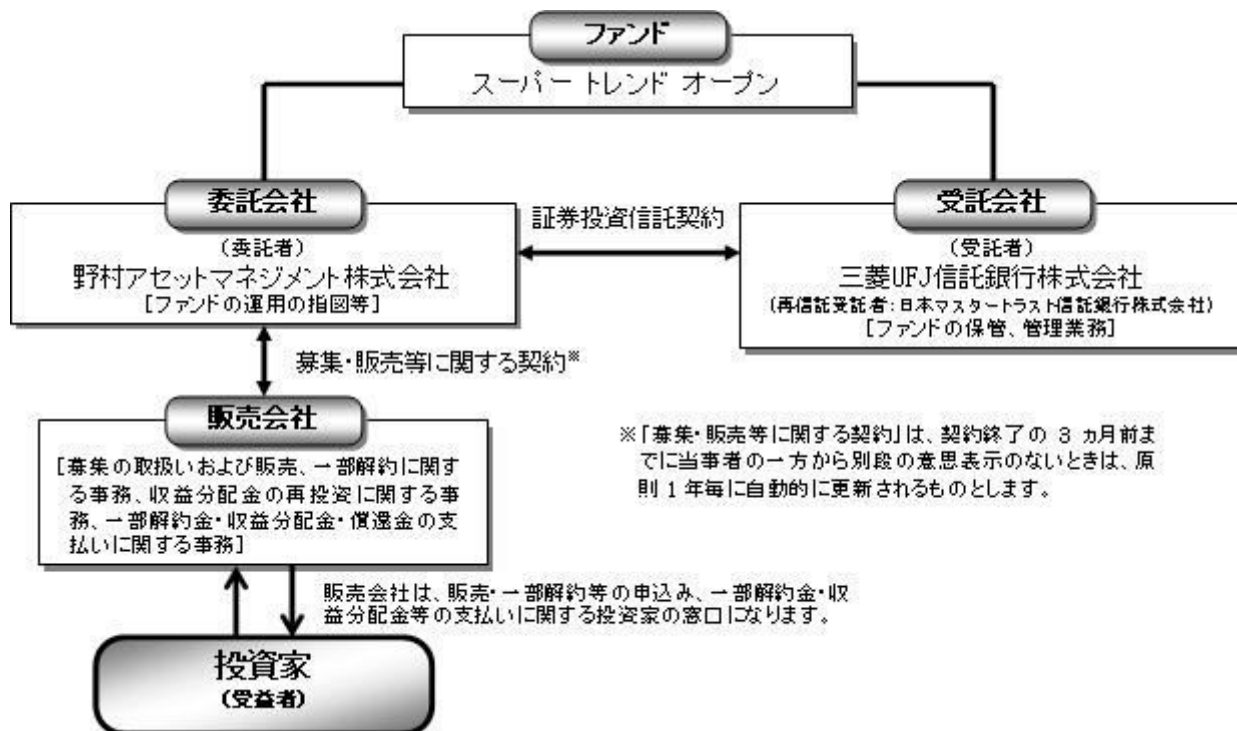 ファンド
スーパー トレンド オープン
委託会社
(委託者)
野村アセットマネジメント株式会社
[ファンドの運用の指図等]
証券投資信託契約
受託会社
(受託者)
三菱UFJ信託銀行株式会社
(再信託受託者:日本マスタートラスト信託銀行株式会社)
[ファンドの保管、管理業務]
募集・販売等に関する契約※
販売会社
[募集の取扱いおよび販売、一部解約に関す
る事務、収益分配金の再投資に関する事
務、一部解約金・収益分配金・償還金の支
払いに関する事務]
※「募集・販売等に関する契約」は、契約終了の 3 ヵ月前ま
でに当事者の一方から別段の意思表示のないときは、原
則 1 年毎に自動的に更新されるものとします。
販売会社は、販売・一部解約等の申込み、一部解約金・収
益分配金等の支払いに関する投資家の窓口になります。
投資家
(受益者)